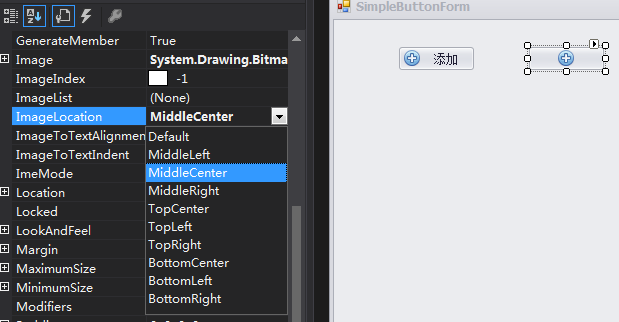 SimpleButtonForm
GenerateMember True
Image System.Drawing.Bitma
ImageIndex -1
ImageList (None)
ImageLocation MiddleCenter
ImageToTextAlignmen
ImageToTextIndent
ImeMode
Location
Locked
LookAndFeel
Margin
MaximumSize
MinimumSize
Modifiers
Default
MiddleLeft
MiddleCenter
MiddleRight
TopCenter
TopLeft
TopRight
BottomCenter
BottomLeft
BottomRight
添加